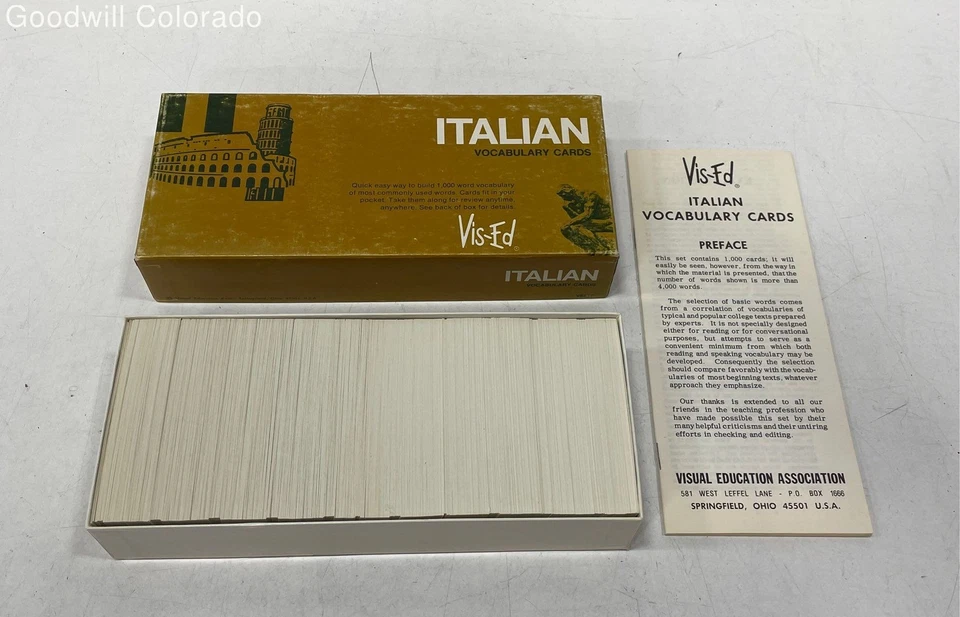 Goodwill Colorado
ITALIAN
VOCABULARY CARDS
Quick easy way to build 1,000 word vocabulary
of most commonly used words. Cards fit in your
pocket. Take them along for review anytime,
anywhere. See back of box for details.
Vis-Ed
ITALIAN
VOCABULARY CARDS
Vis-Ed
ITALIAN
VOCABULARY CARDS
PREFACE
This set contains 1,000 cards; it will
easily be seen, however, from the way in
which the material is presented, that the
number of words shown is more than
4,000 words.
The selection of basic words comes
from a correlation of vocabularies of
typical and popular college texts prepared
by experts. It is not specially designed
either for reading or for conversational
purposes, but attempts to serve as a
convenient minimum from which both
reading and speaking vocabulary may be
developed. Consequently the selection
should compare favorably with the vocab-
ularies of most beginning texts, whatever
approach they emphasize.
Our thanks is extended to all our
friends in the teaching profession who
have made possible this set by their
many helpful criticisms and their untiring
efforts in checking and editing.
VISUAL EDUCATION ASSOCIATION
581 WEST LEFFEL LANE - P.O. BOX 1666
SPRINGFIELD, OHIO 45501 U.S.A.